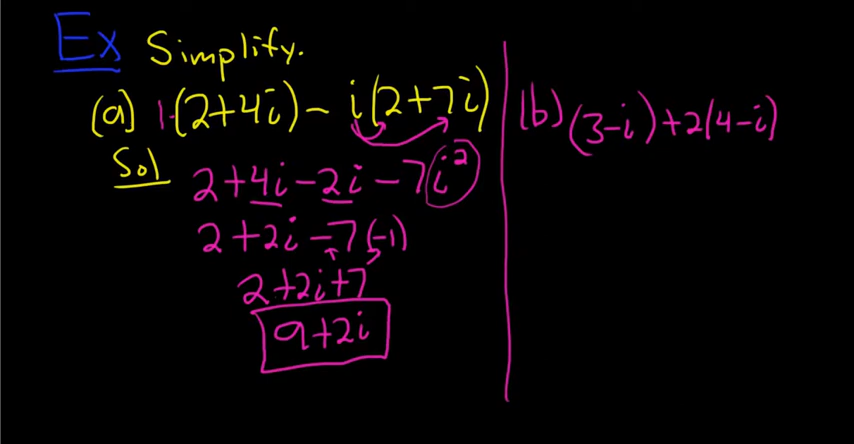 Ex Simplify.
(a) 1·(2+4i) − i(2+7i)
Sol
2+4i−2i−7i²
2+2i−7(−1)
2+2i+7
9+2i
(b) (3−i)+2(4−i)